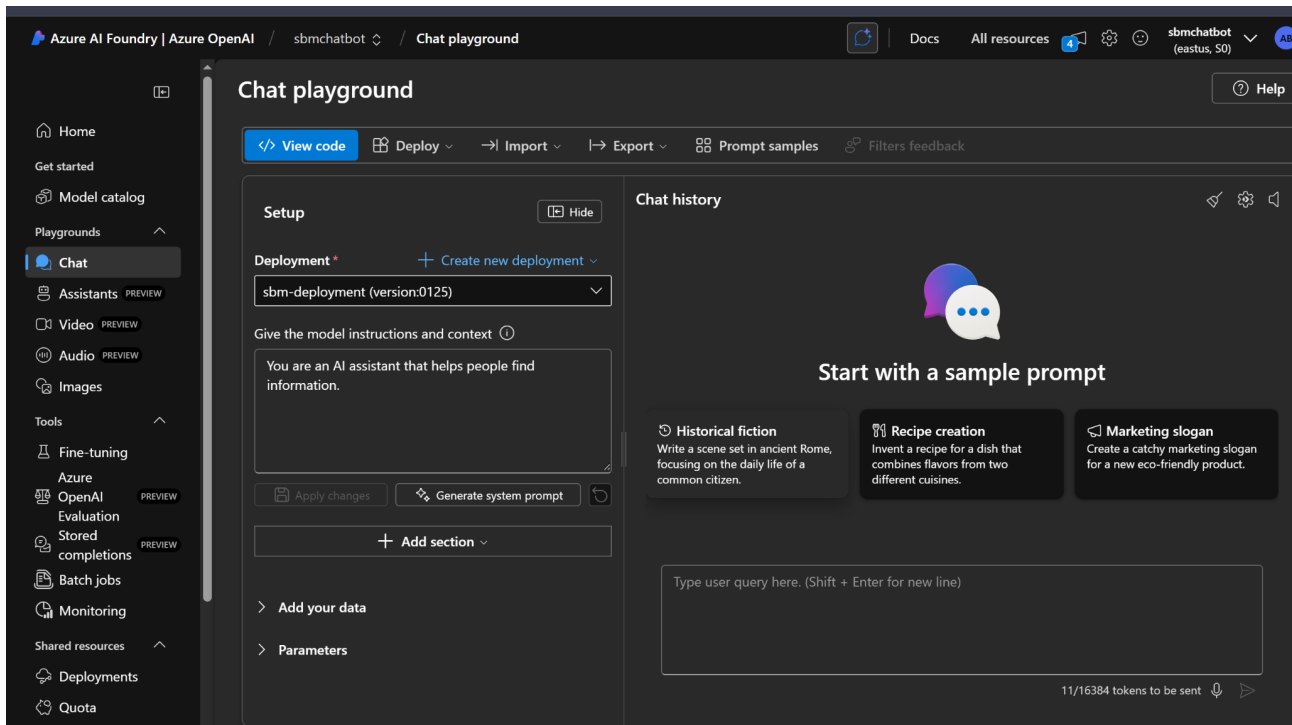 Azure AI Foundry | Azure OpenAI / sbmchatbot / Chat playground
Docs All resources 4 sbmchatbot (eastus, S0) AB
Home
Get started
Model catalog
Playgrounds
Chat
Assistants PREVIEW
Video PREVIEW
Audio PREVIEW
Images
Tools
Fine-tuning
Azure
OpenAI PREVIEW
Evaluation
Stored
completions PREVIEW
Batch jobs
Monitoring
Shared resources
Deployments
Quota
Chat playground
Help
View code Deploy Import Export Prompt samples Filters feedback
Setup
Hide
Deployment * Create new deployment
sbm-deployment (version:0125)
Give the model instructions and context
You are an AI assistant that helps people find
information.
Apply changes Generate system prompt
Add section
Add your data
Parameters
Chat history
Start with a sample prompt
Historical fiction
Write a scene set in ancient Rome,
focusing on the daily life of a
common citizen.
Recipe creation
Invent a recipe for a dish that
combines flavors from two
different cuisines.
Marketing slogan
Create a catchy marketing slogan
for a new eco-friendly product.
Type user query here. (Shift + Enter for new line)
11/16384 tokens to be sent